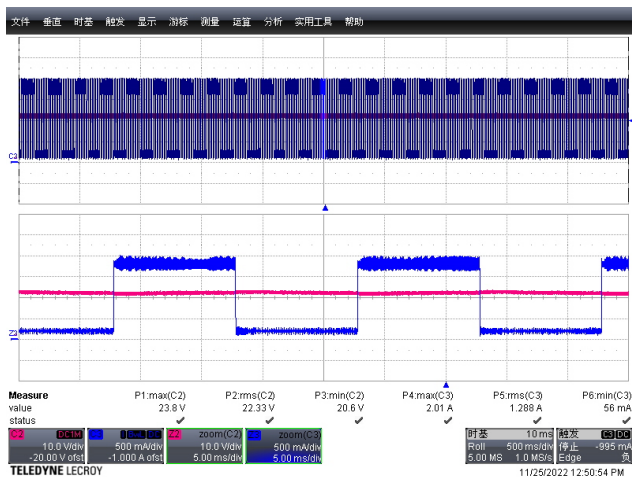 文件 垂直 时基 触发 显示 游标 测量 运算 分析 实用工具 帮助
C2
Z2
Measure P1:max(C2) P2:rms(C2) P3:min(C2) P4:max(C3) P5:rms(C3) P6:min(C3)
value 23.8 V 22.33 V 20.6 V 2.01 A 1.288 A 56 mA
status
C2 DC1M Z2 zoom(C2) zoom(C3) 时基 10 ms 触发 C3 DC
10.0 V/div 500 mA/div 10.0 V/div 500 mA/div Roll 500 ms/div 停止 -995 mA
-20.00 V ofst -1.000 A ofst 5.00 ms/div 5.00 ms/div 5.00 MS 1.0 MS/s Edge 负
TELEDYNE LECROY 11/25/2022 12:50:54 PM